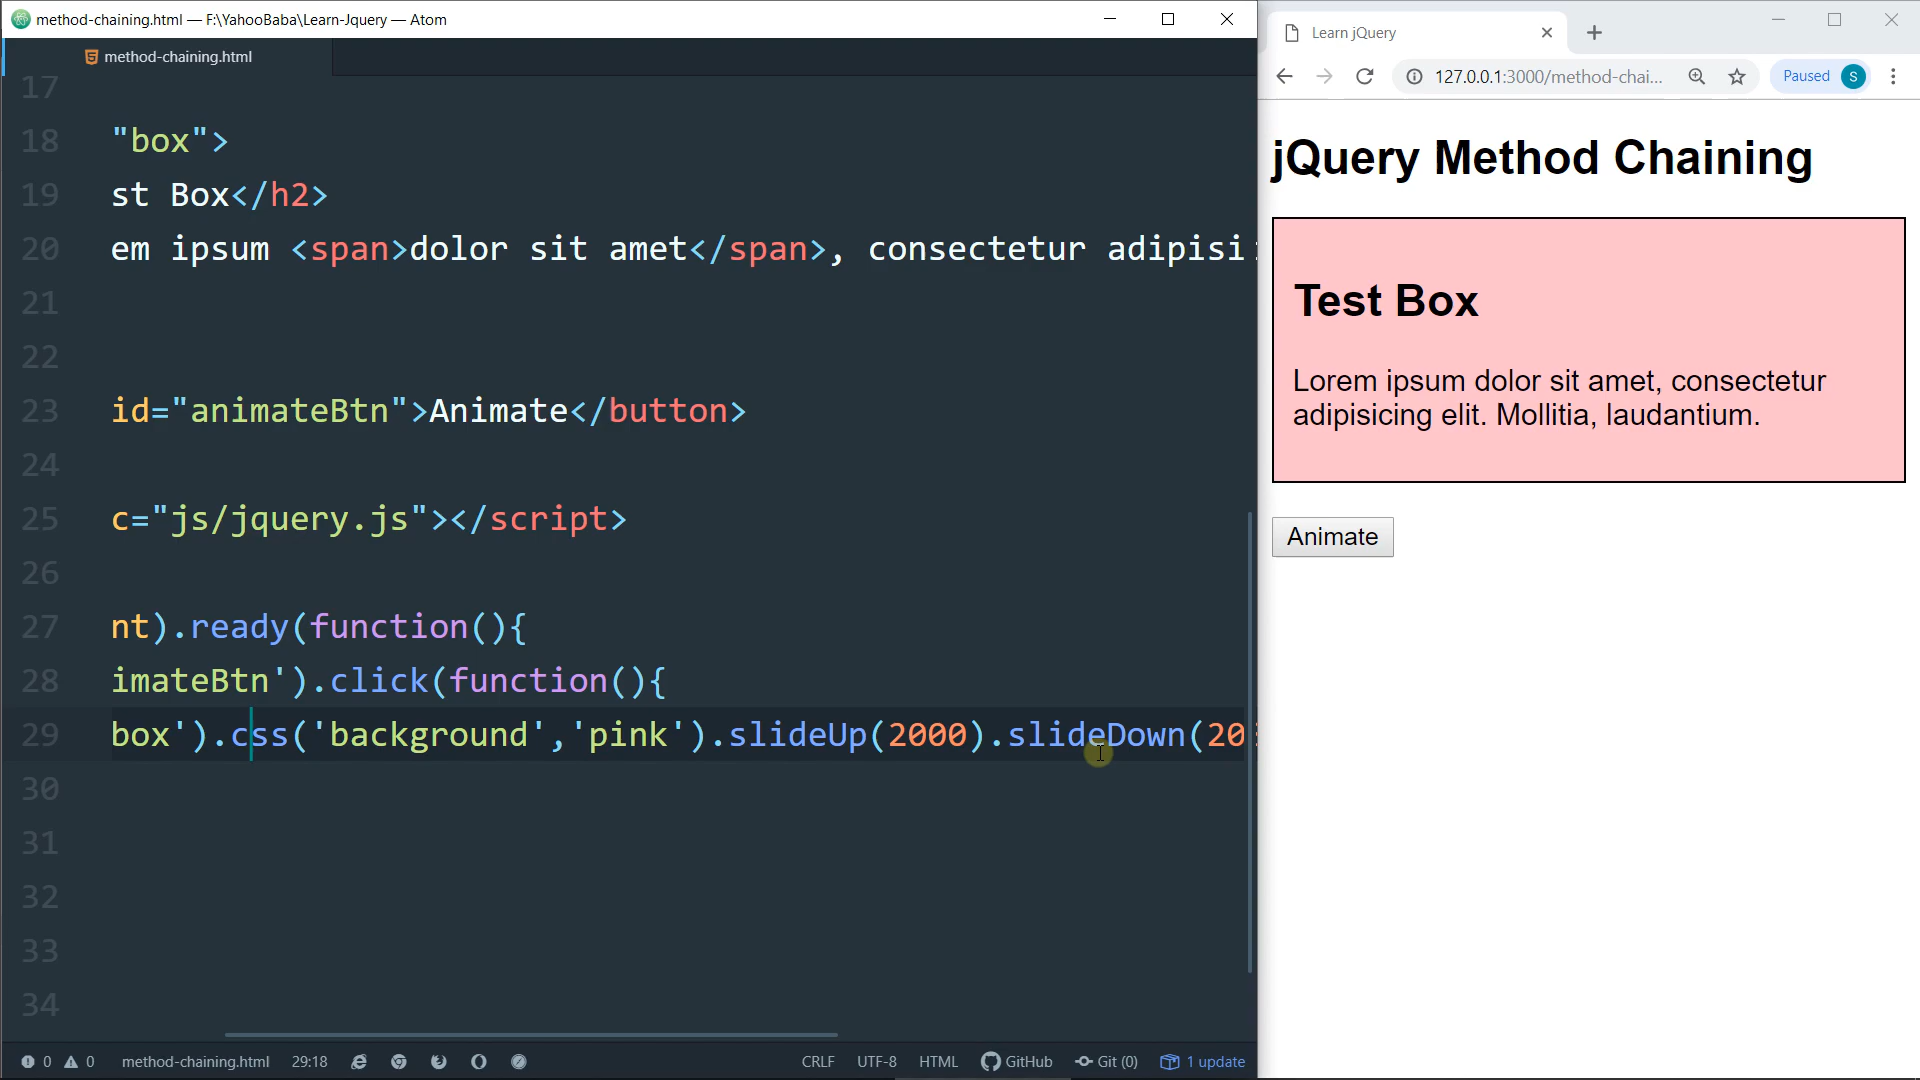 method-chaining.html — F:\YahooBaba\Learn-Jquery — Atom
method-chaining.html
17
18 "box">
19 st Box</h2>
20 em ipsum <span>dolor sit amet</span>, consectetur adipisi
21
22
23 id="animateBtn">Animate</button>
24
25 c="js/jquery.js"></script>
26
27 nt).ready(function(){
28 imateBtn').click(function(){
29 box').css('background','pink').slideUp(2000).slideDown(20
30
31
32
33
34
0 0 method-chaining.html 29:18 CRLF UTF-8 HTML GitHub Git (0) 1 update
Learn jQuery
127.0.0.1:3000/method-chai... Paused S
jQuery Method Chaining
Test Box
Lorem ipsum dolor sit amet, consectetur
adipisicing elit. Mollitia, laudantium.
Animate